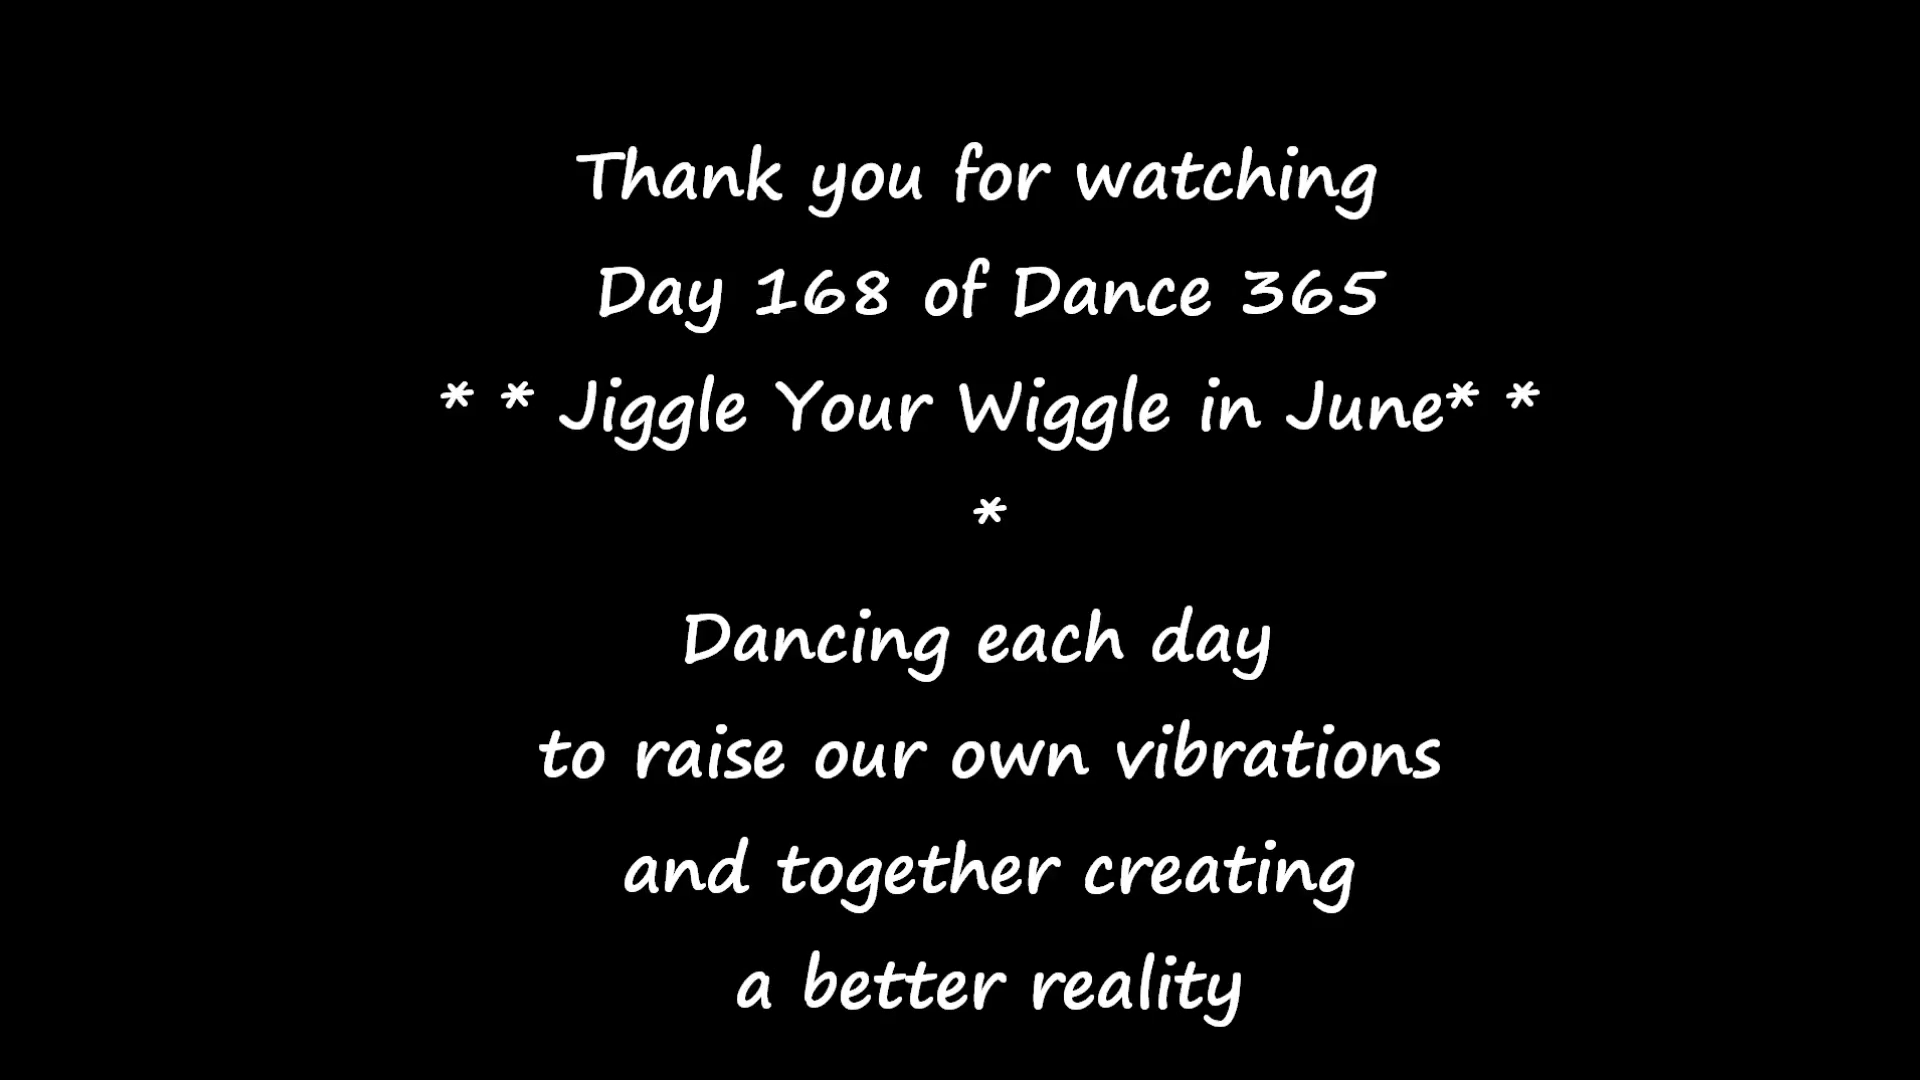 Thank you for watching
Day 168 of Dance 365
* * Jiggle Your Wiggle in June* *
*
Dancing each day
to raise our own vibrations
and together creating
a better reality